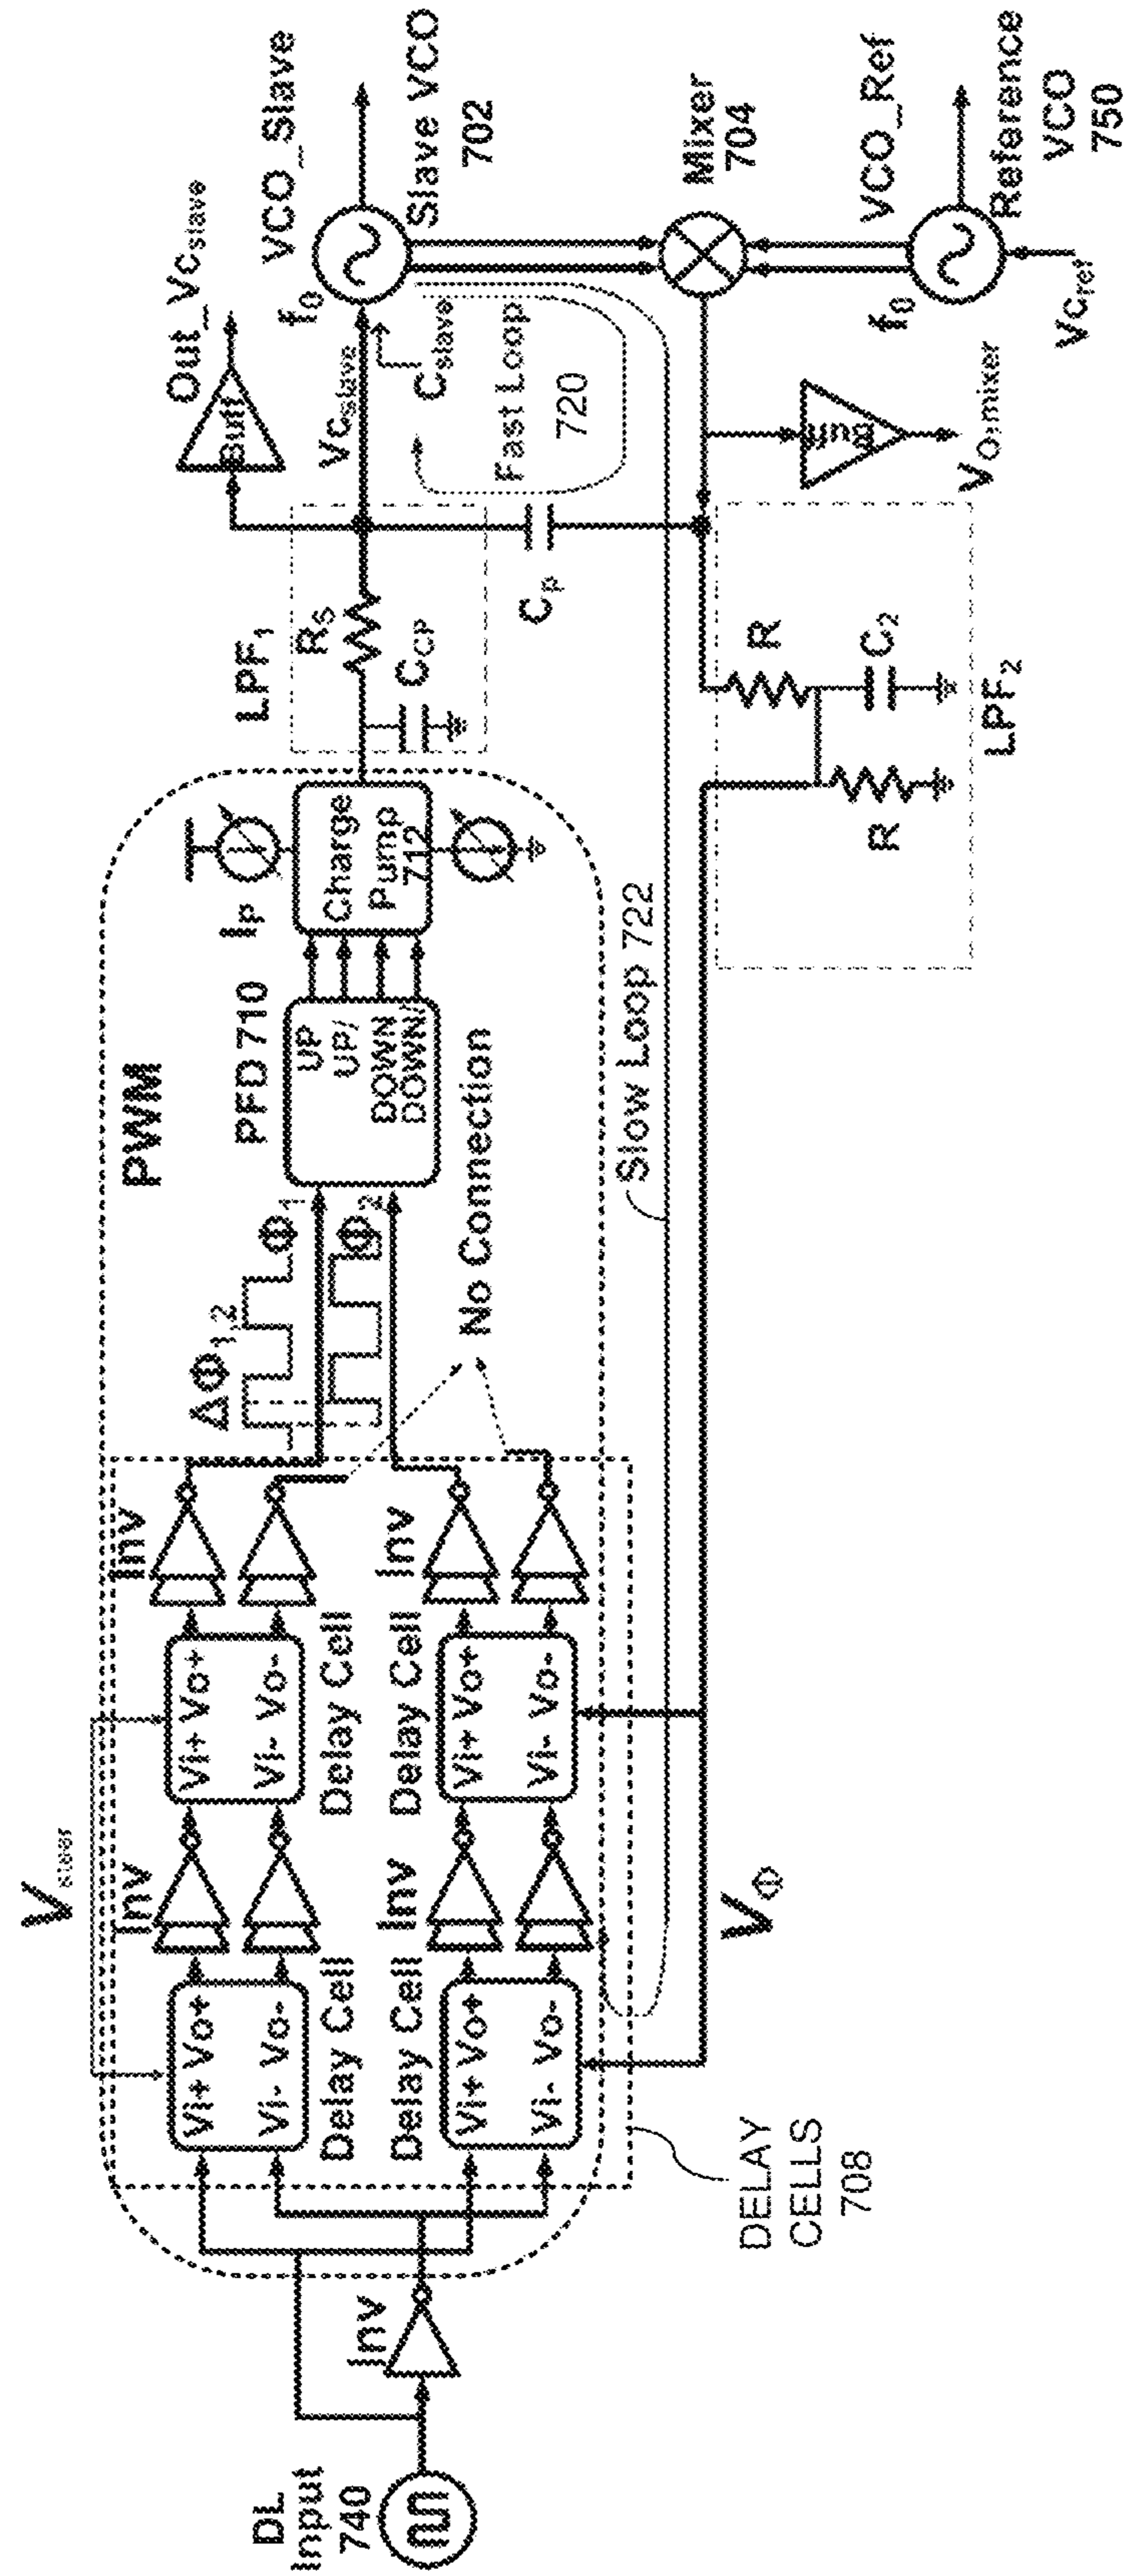 DL
Input
740
Inv
V steer
Inv
Inv
Vi+ Vo+
Vi- Vo-
Delay Cell
Vi+ Vo+
Vi- Vo-
Delay Cell
Delay Cell
Inv
Vi+ Vo+
Vi- Vo-
Delay Cell
Inv
Vi+ Vo+
Vi- Vo-
DELAY
CELLS
708
VΦ
PWM
ΔΦ1,2
Φ1
Φ2
No Connection
PFD 710
UP
UP/
DOWN
DOWN/
IP
Charge
Pump
712
Slow Loop 722
LPF1
RS
CCP
CP
R
R
C2
LPF2
Out_Vcslave
Buff
Vcslave
Cslave
Fast Loop
720
VO,mixer
f0
VCO_Slave
Slave VCO
702
Mixer
704
f0
VCO_Ref
Reference
VCO
750
Vcref